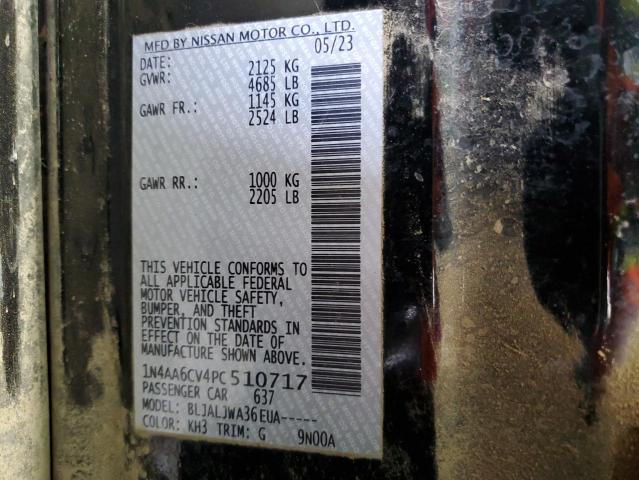 MFD BY NISSAN MOTOR CO., LTD.
DATE: 05/23
GVWR: 2125 KG
4685 LB
GAWR FR.: 1145 KG
2524 LB
GAWR RR.: 1000 KG
2205 LB
THIS VEHICLE CONFORMS TO
ALL APPLICABLE FEDERAL
MOTOR VEHICLE SAFETY,
BUMPER, AND THEFT
PREVENTION STANDARDS IN
EFFECT ON THE DATE OF
MANUFACTURE SHOWN ABOVE.
1N4AA6CV4PC510717
PASSENGER CAR 637
MODEL: BLJALJWA36EUA-----
COLOR: KH3 TRIM: G 9N00A